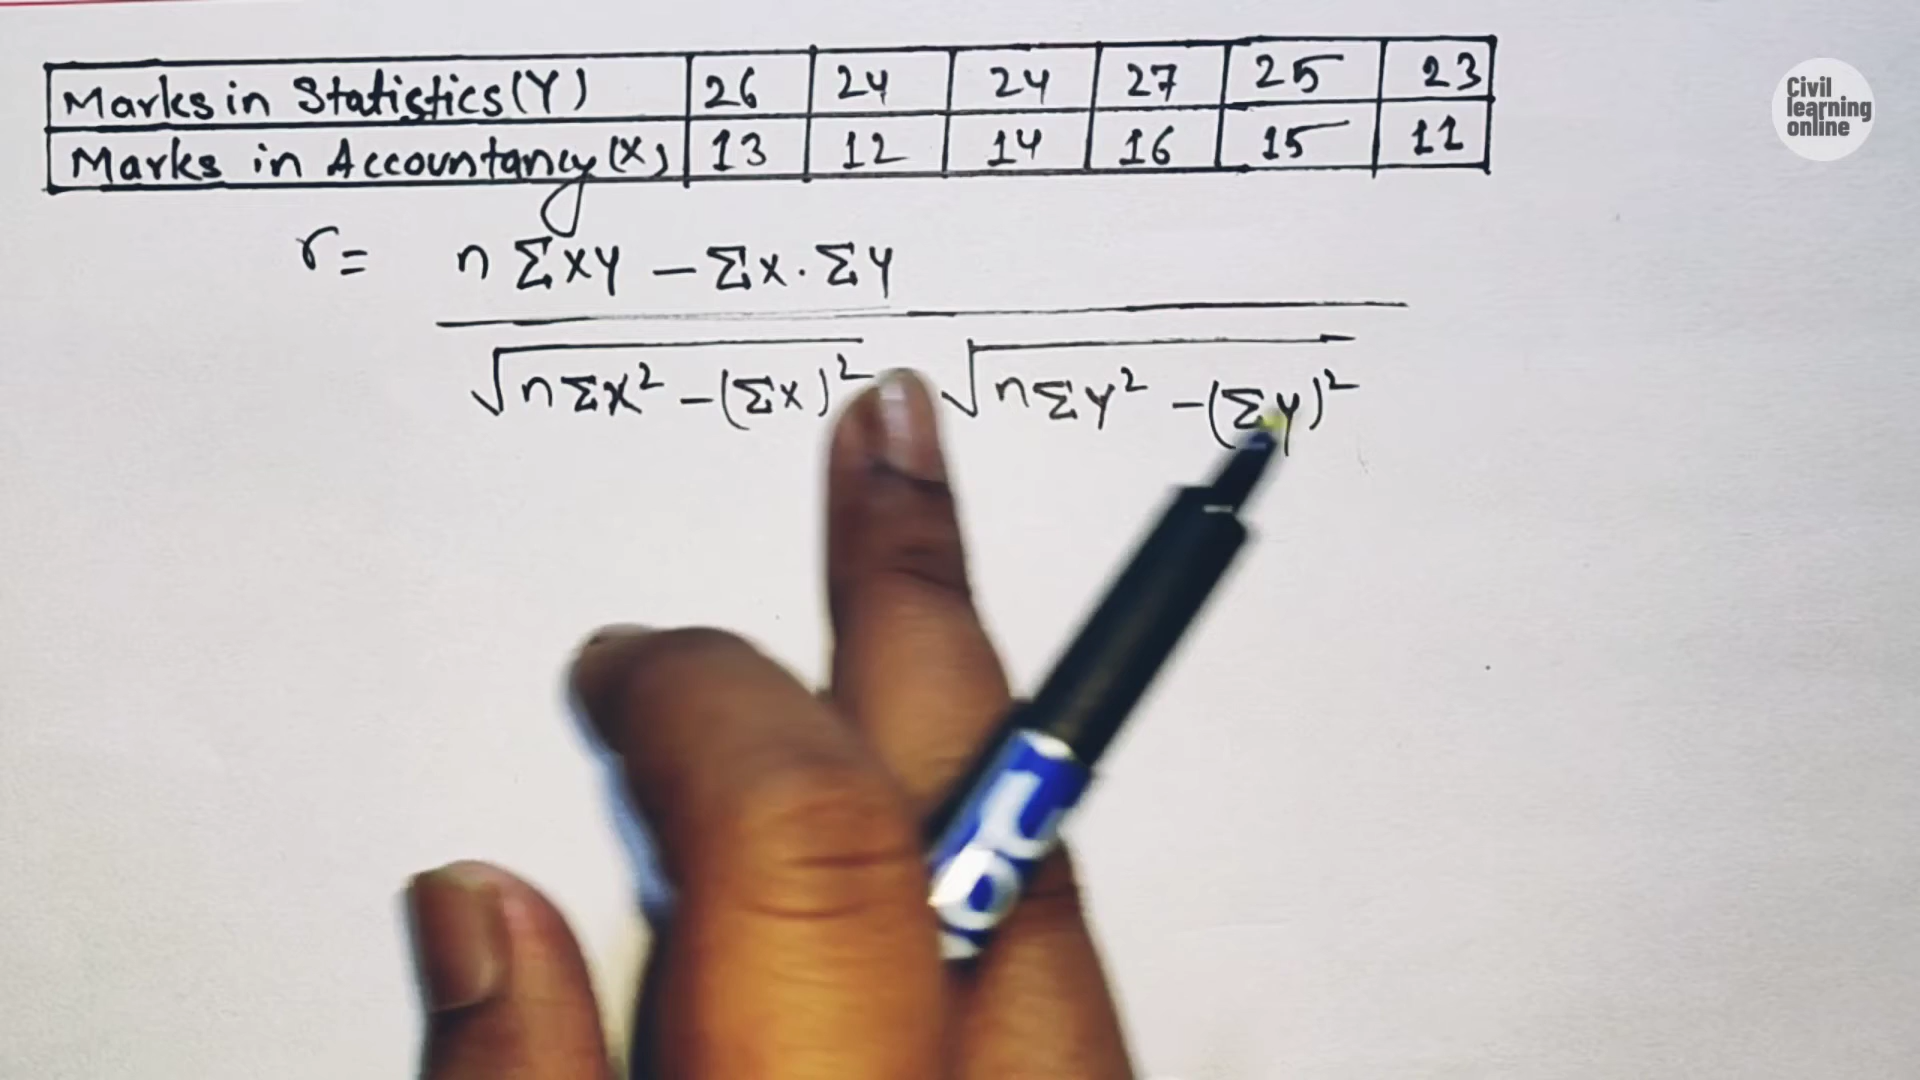 Marks in Statistics (Y) 26 24 24 27 25 23
Marks in Accountancy (X) 13 12 14 16 15 11
r = n ΣXY - ΣX . ΣY
√nΣX² - (ΣX)² √nΣY² - (ΣY)²
Civil
learning
online